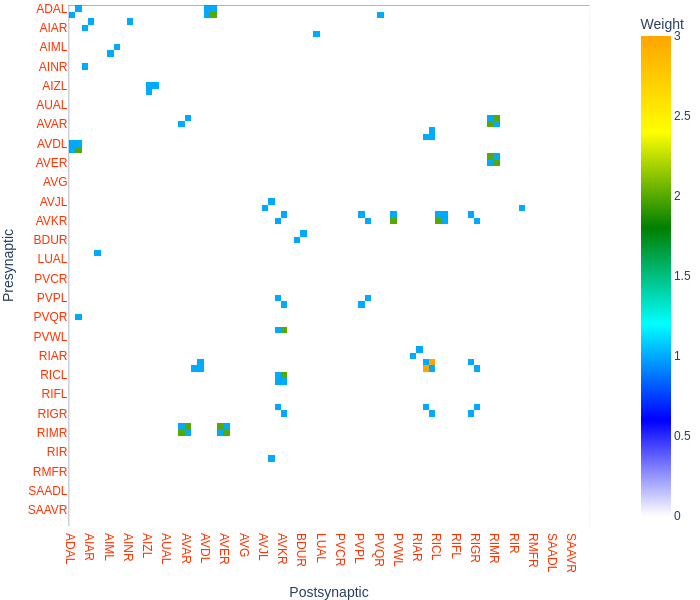 Weight
3
2.5
2
1.5
1
0.5
0
Presynaptic
ADAL
AIAR
AIML
AINR
AIZL
AUAL
AVAR
AVDL
AVER
AVG
AVJL
AVKR
BDUR
LUAL
PVCR
PVPL
PVQR
PVWL
RIAR
RICL
RIFL
RIGR
RIMR
RIR
RMFR
SAADL
SAAVR
ADAL
AIAR
AIML
AINR
AIZL
AUAL
AVAR
AVDL
AVER
AVG
AVJL
AVKR
BDUR
LUAL
PVCR
PVPL
PVQR
PVWL
RIAR
RICL
RIFL
RIGR
RIMR
RIR
RMFR
SAADL
SAAVR
Postsynaptic